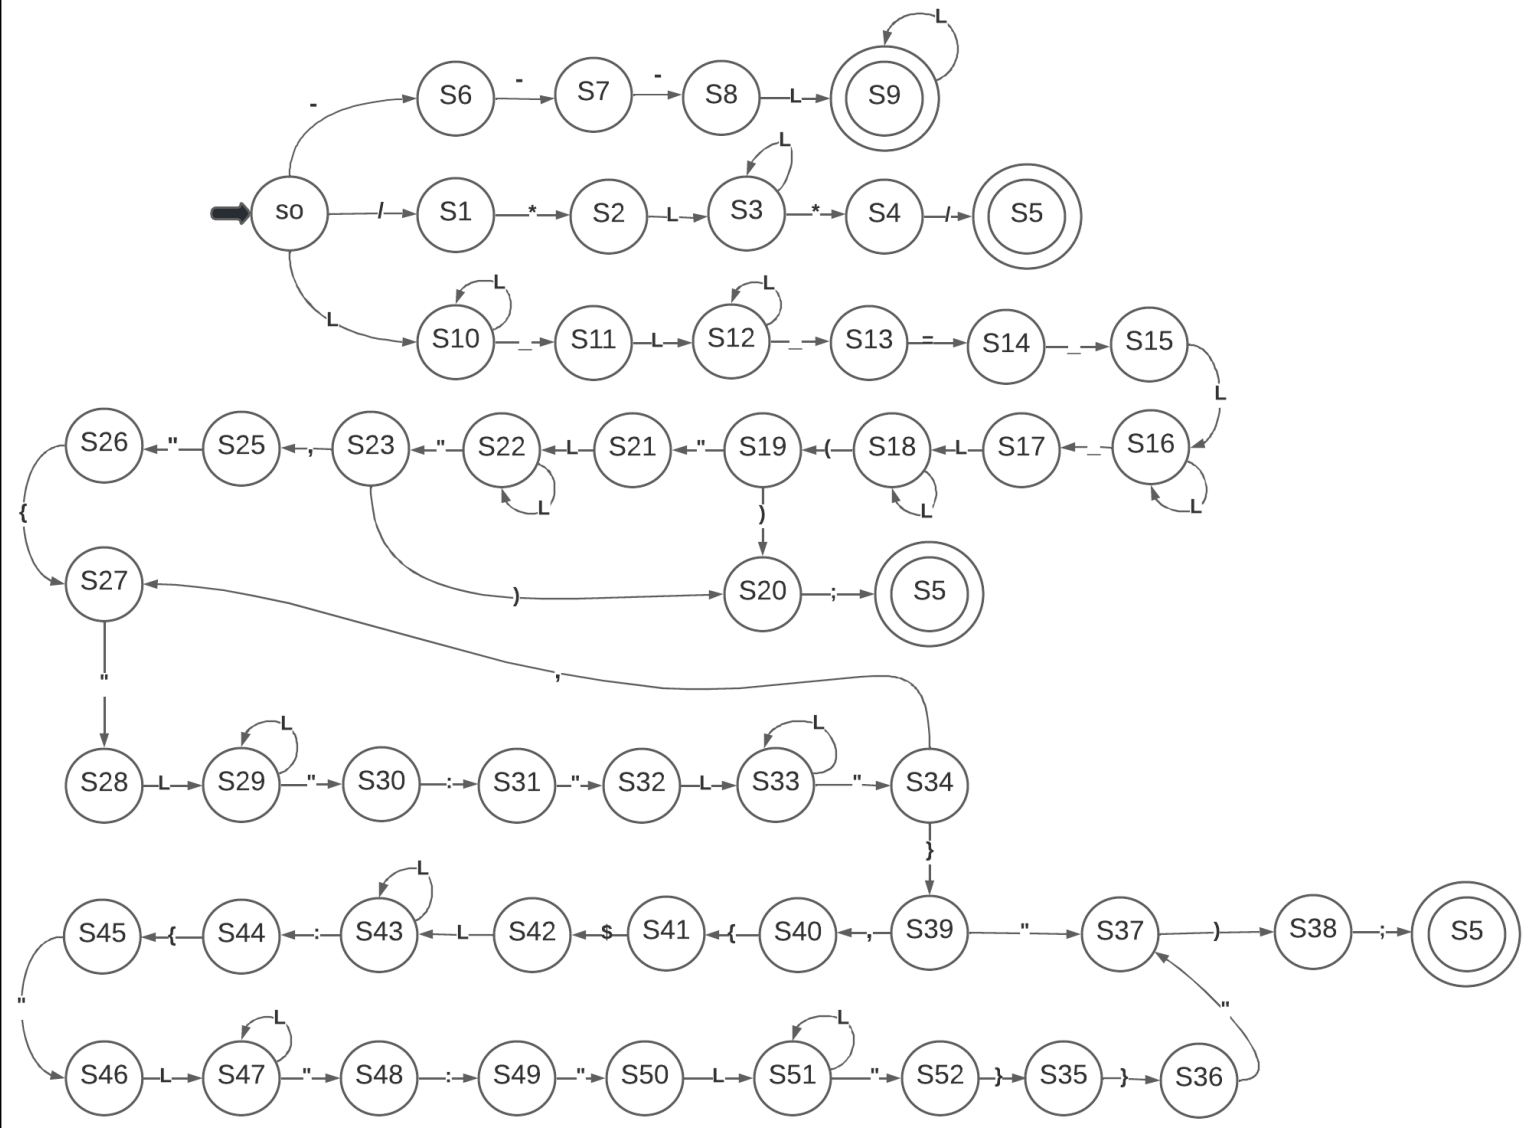 L
- S6 - S7 - S8 L S9
L
so / S1 * S2 L S3 * S4 / S5
L L
L S10 _ S11 L S12 _ S13 = S14 _ S15
L
S26 " S25 , S23 " S22 L S21 " S19 ( S18 L S17 _ S16
L L L
{ )
S27 ) S20 ; S5
" ,
L L
S28 L S29 " S30 : S31 " S32 L S33 " S34
}
L
S45 { S44 : S43 L S42 $ S41 { S40 , S39 " S37 ) S38 ; S5
" L L "
S46 L S47 " S48 : S49 " S50 L S51 " S52 } S35 } S36